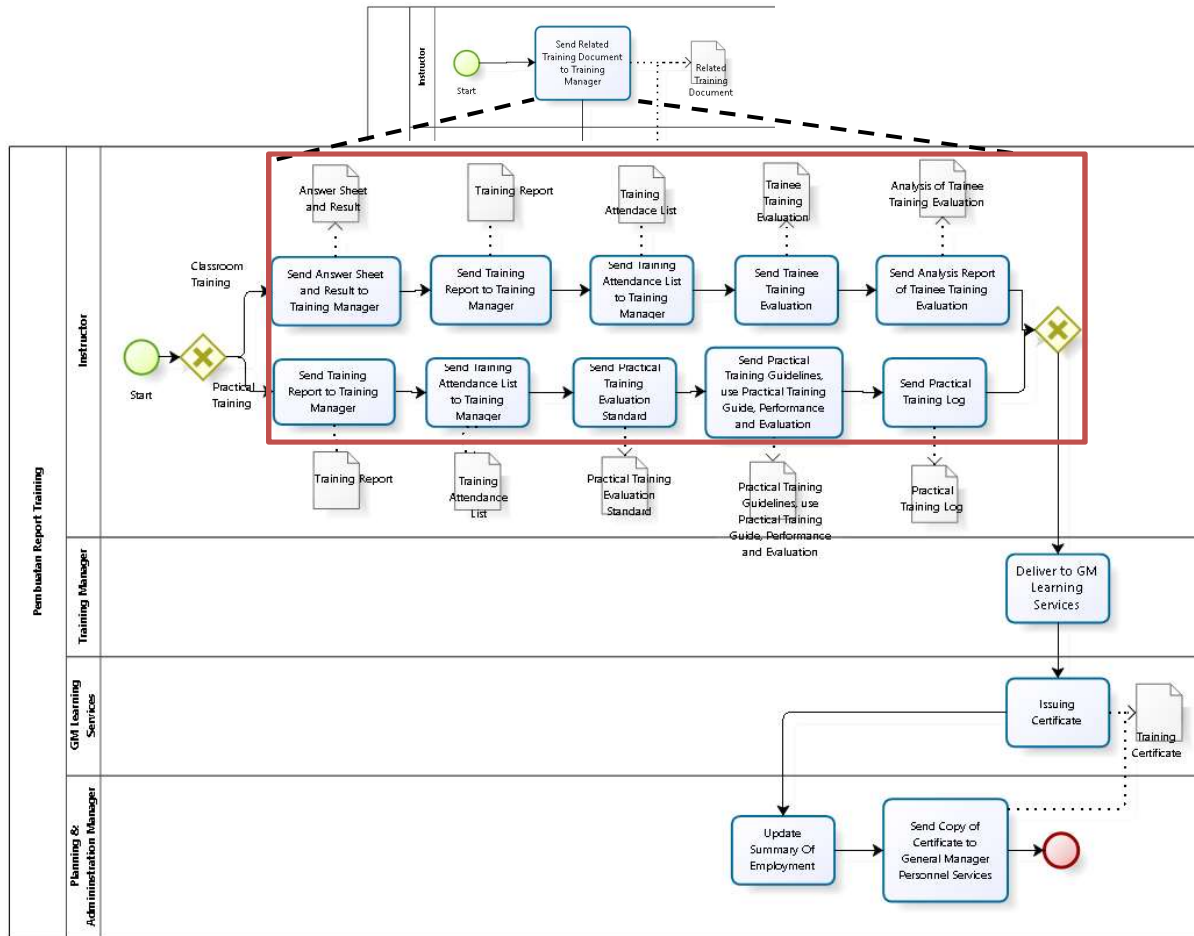 Instructor
Start
Send Related
Training Document
to Training
Manager
Related
Training
Document
Pembuatan Report Training
Instructor
Start
Classroom
Training
Practical
Training
Answer Sheet
and Result
Training Report
Training
Attendace List
Trainee
Training
Evaluation
Analysis of Trainee
Training Evaluation
Send Answer Sheet
and Result to
Training Manager
Send Training
Report to Training
Manager
Send Training
Attendance List
to Training
Manager
Send Trainee
Training
Evaluation
Send Analysis Report
of Trainee Training
Evaluation
Send Training
Report to Training
Manager
Send Training
Attendance List
to Training
Manager
Send Practical
Training
Evaluation
Standard
Send Practical
Training Guidelines,
use Practical Training
Guide, Performance
and Evaluation
Send Practical
Training Log
Training Report
Training
Attendance
List
Practical Training
Evaluation
Standard
Practical Training
Guidelines, use
Practical Training
Guide, Performance
and Evaluation
Practical
Training Log
Training Manager
Deliver to GM
Learning
Services
GM Learning
Services
Issuing
Certificate
Training
Certificate
Planning &
Admininstration Manager
Update
Summary Of
Employment
Send Copy of
Certificate to
General Manager
Personnel Services